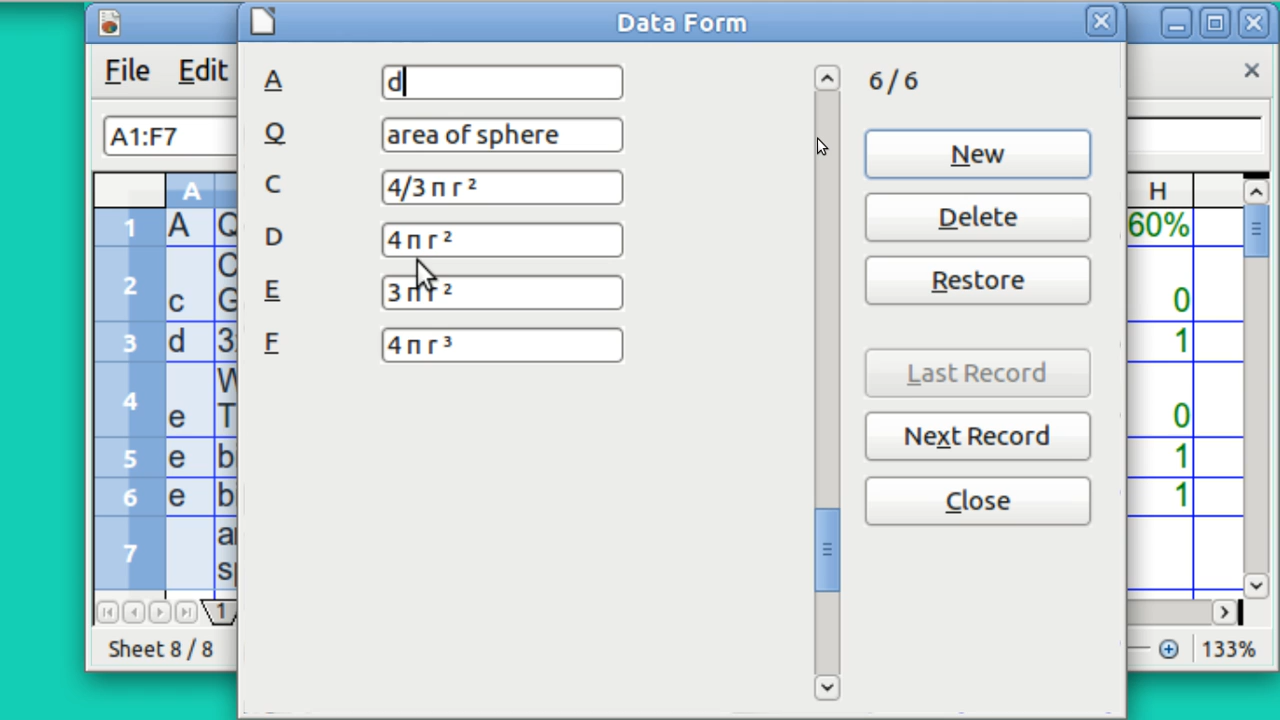 Data Form
File Edit
A1:F7
A d
Q area of sphere
C 4/3 π r ²
D 4 π r ²
E 3 π r ²
F 4 π r ³
6 / 6
New
Delete
Restore
Last Record
Next Record
Close
A
H
1 A Q 60%
2 c 0
3 d 3 1
4 e 0
5 e b 1
6 e b 1
7
1
Sheet 8 / 8
133%